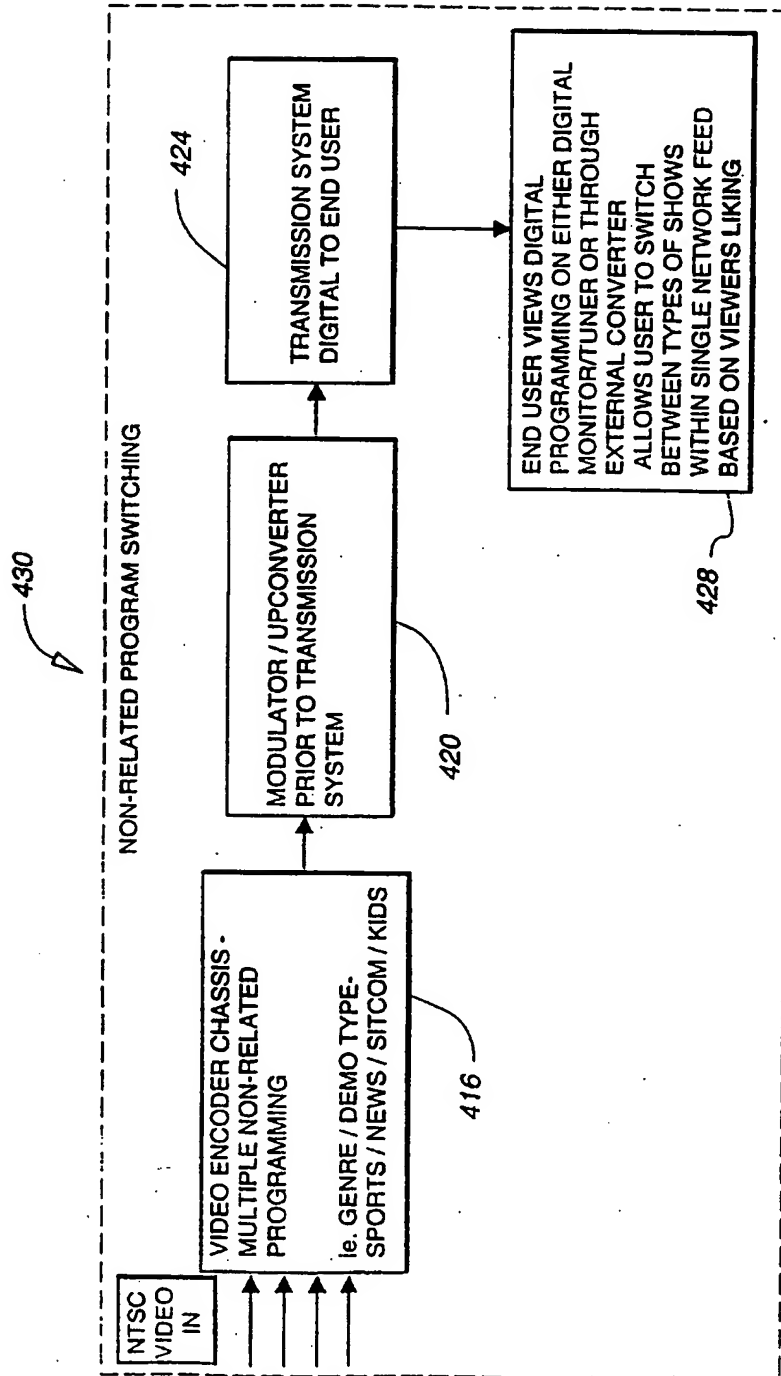 430
NON-RELATED PROGRAM SWITCHING
NTSC
VIDEO
IN
VIDEO ENCODER CHASSIS -
MULTIPLE NON-RELATED
PROGRAMMING
Ie. GENRE / DEMO TYPE-
SPORTS / NEWS / SITCOM / KIDS
416
MODULATOR / UPCONVERTER
PRIOR TO TRANSMISSION
SYSTEM
420
TRANSMISSION SYSTEM
DIGITAL TO END USER
424
END USER VIEWS DIGITAL
PROGRAMMING ON EITHER DIGITAL
MONITOR/TUNER OR THROUGH
EXTERNAL CONVERTER
ALLOWS USER TO SWITCH
BETWEEN TYPES OF SHOWS
WITHIN SINGLE NETWORK FEED
BASED ON VIEWERS LIKING
428